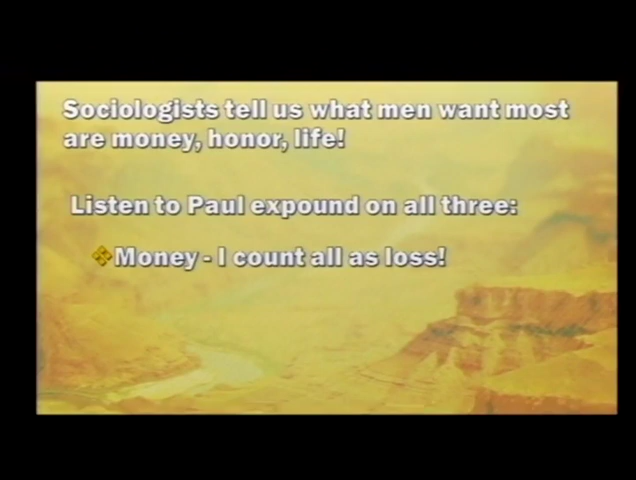 Sociologists tell us what men want most
are money, honor, life!
Listen to Paul expound on all three:
Money - I count all as loss!